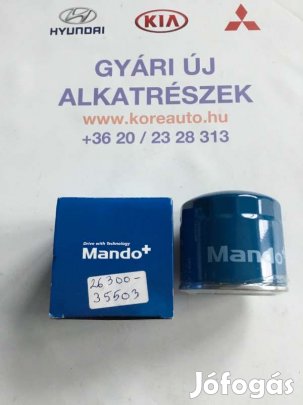 HYUNDAI KIA MITSUBISHI
GYÁRI ÚJ
ALKATRÉSZEK
www.koreauto.hu
+36 20 / 23 28 313
Drive with Technology
Mando+
Mando+
26300-
35503
Jófogás